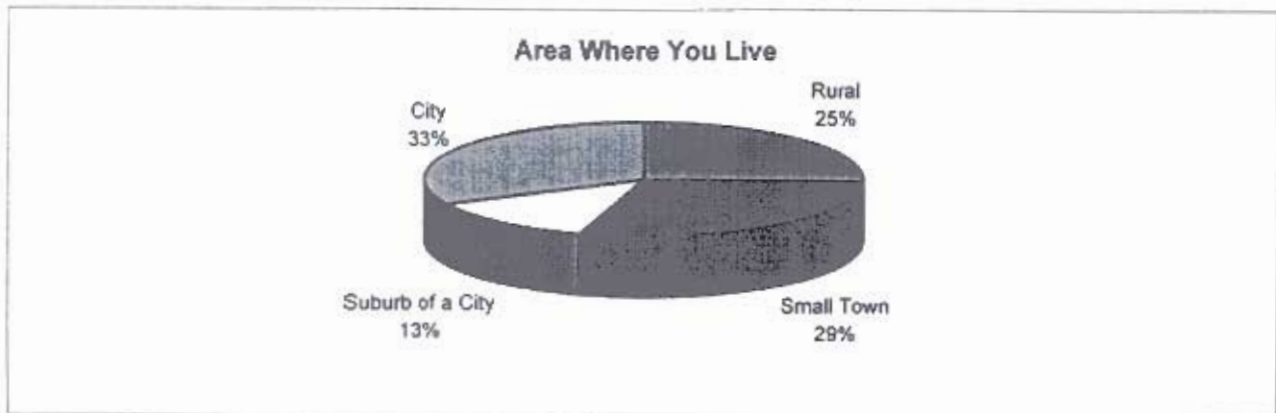 Area Where You Live
City
33%
Rural
25%
Suburb of a City
13%
Small Town
29%